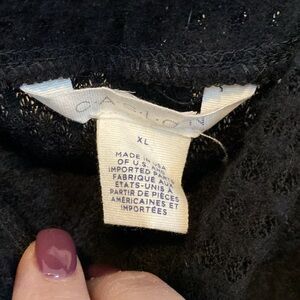 CASLON
XL
MADE IN USA
OF U.S. AND
IMPORTED PARTS
FABRIQUÉ AUX
ÉTATS-UNIS À
PARTIR DE PIÈCES
AMÉRICAINES ET
IMPORTÉES